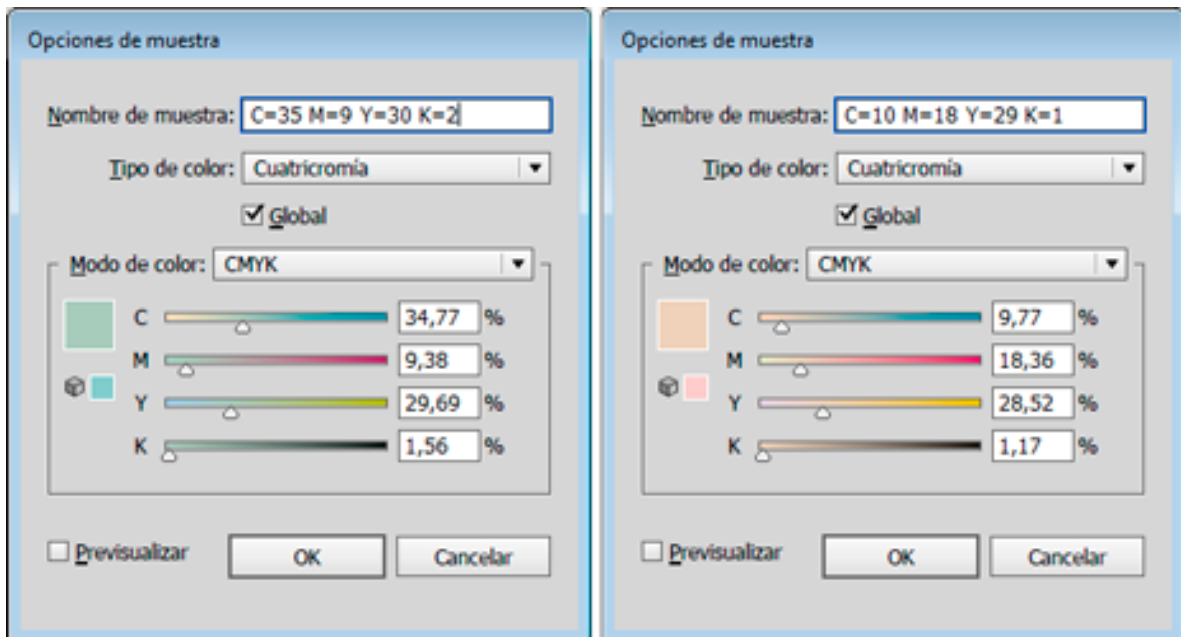 Opciones de muestra
Nombre de muestra: C=35 M=9 Y=30 K=2
Tipo de color: Cuatricromía
Global
Modo de color: CMYK
C 34,77 %
M 9,38 %
Y 29,69 %
K 1,56 %
Previsualizar OK Cancelar
Opciones de muestra
Nombre de muestra: C=10 M=18 Y=29 K=1
Tipo de color: Cuatricromía
Global
Modo de color: CMYK
C 9,77 %
M 18,36 %
Y 28,52 %
K 1,17 %
Previsualizar OK Cancelar